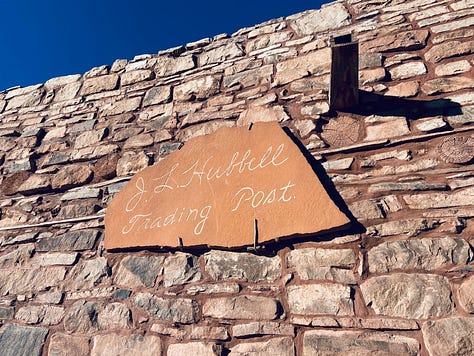 J. L. Hubbell
Trading Post.